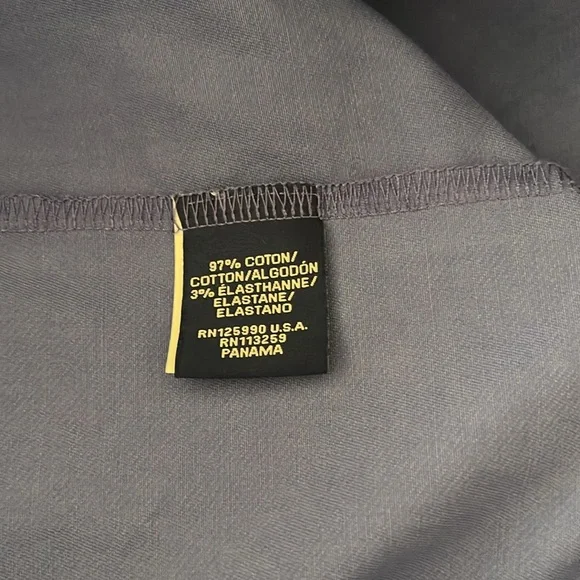 97% COTON/
COTTON/ALGODÓN
3% ÉLASTHANNE/
ELASTANE/
ELASTANO
RN125990 U.S.A.
RN113259
PANAMA